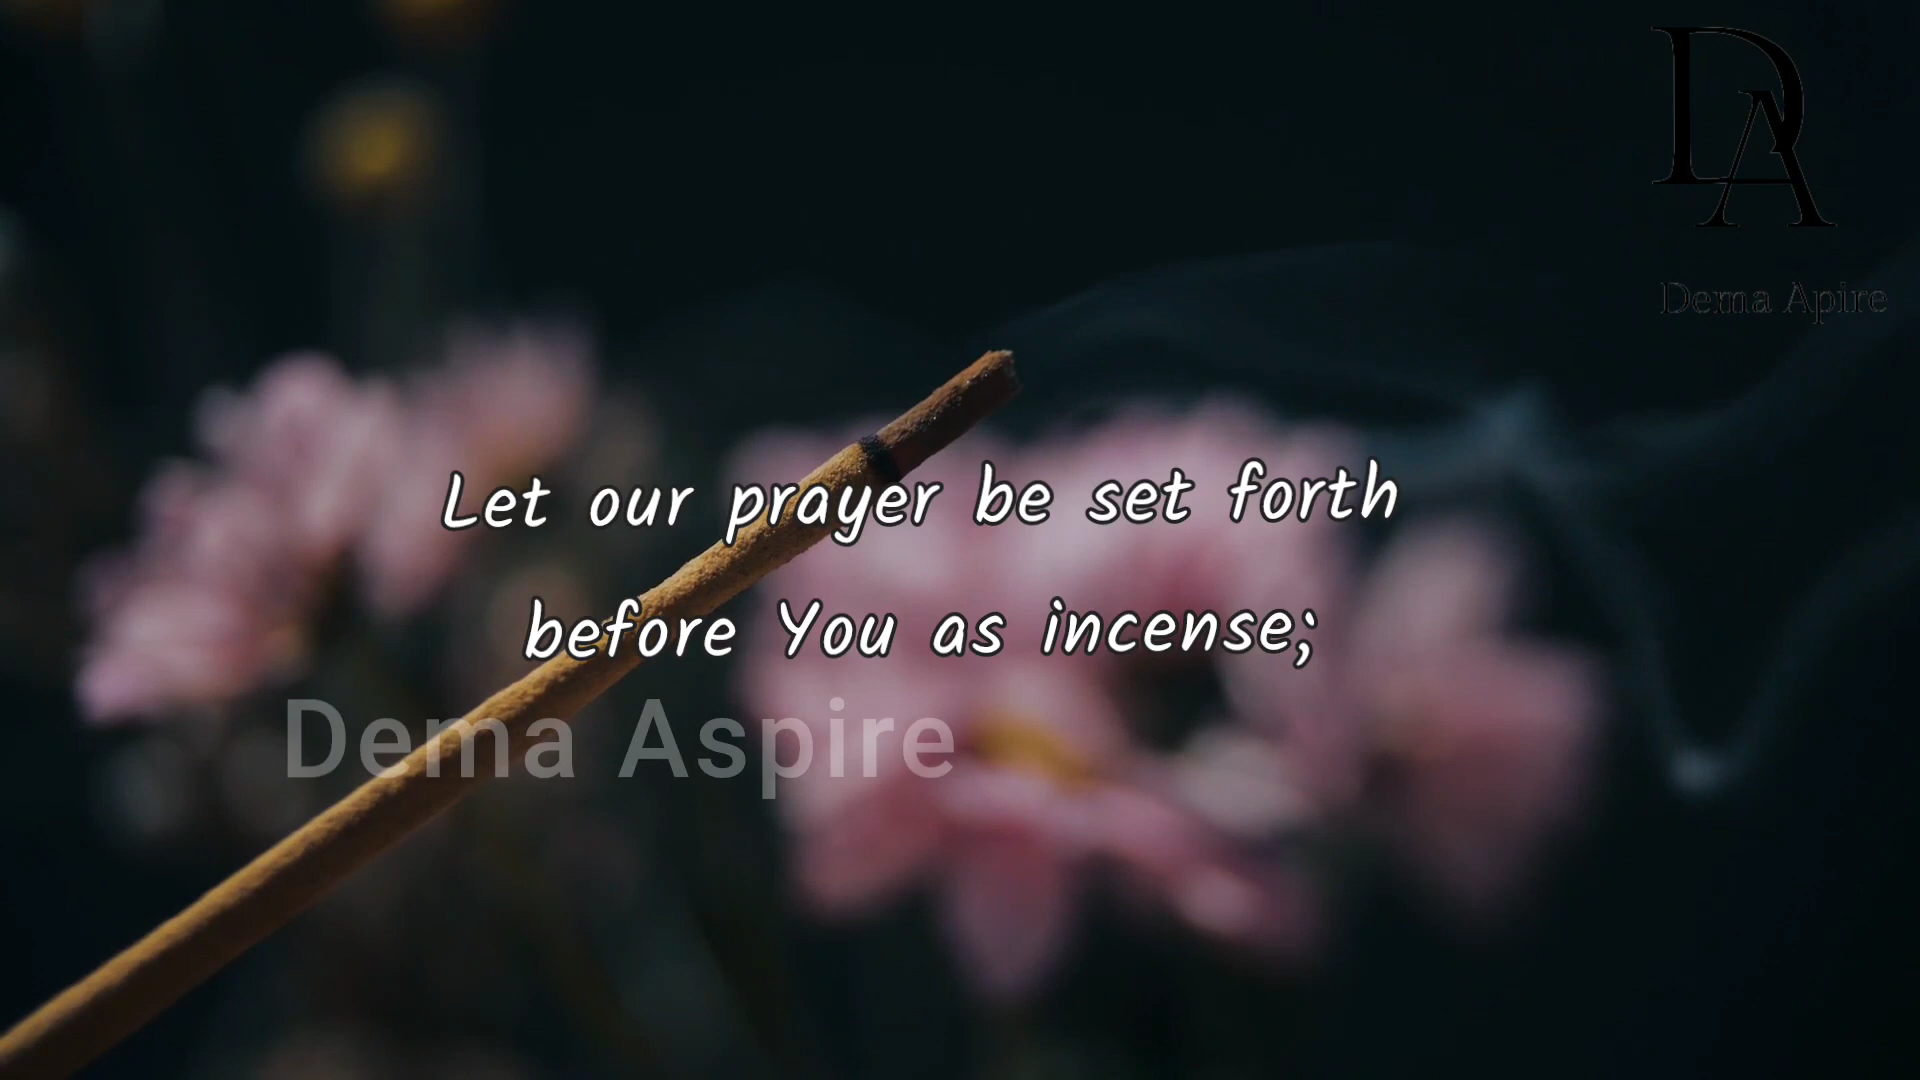 DA
Dema Apire
Let our prayer be set forth
before You as incense;
Dema Aspire